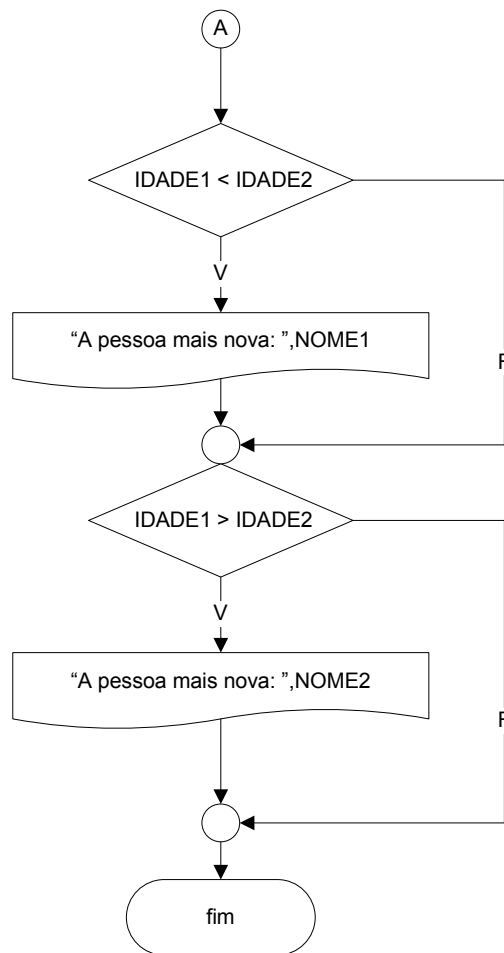 A
IDADE1 < IDADE2
V
“A pessoa mais nova: ”,NOME1
F
IDADE1 > IDADE2
V
“A pessoa mais nova: ”,NOME2
F
fim